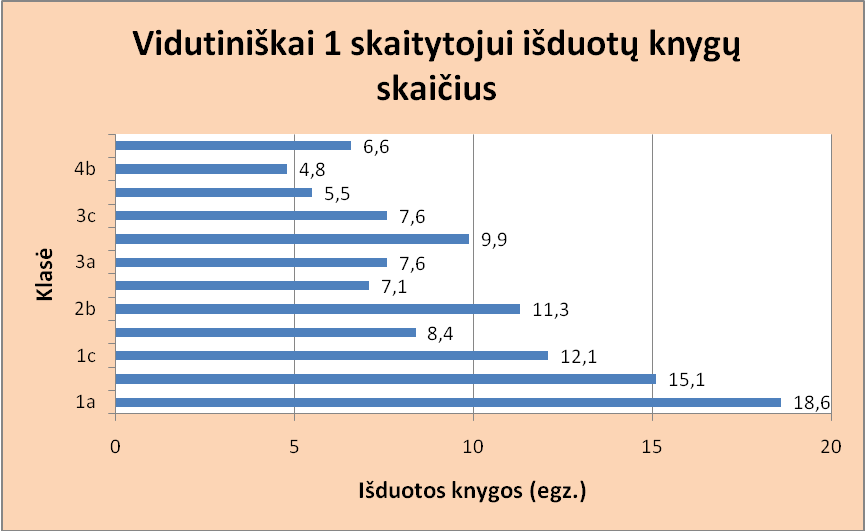 Vidutiniškai 1 skaitytojui išduotų knygų
skaičius
6,6
4b
4,8
5,5
3c
7,6
9,9
3a
7,6
7,1
2b
11,3
8,4
1c
12,1
15,1
1a
18,6
Klasė
0 5 10 15 20
Išduotos knygos (egz.)